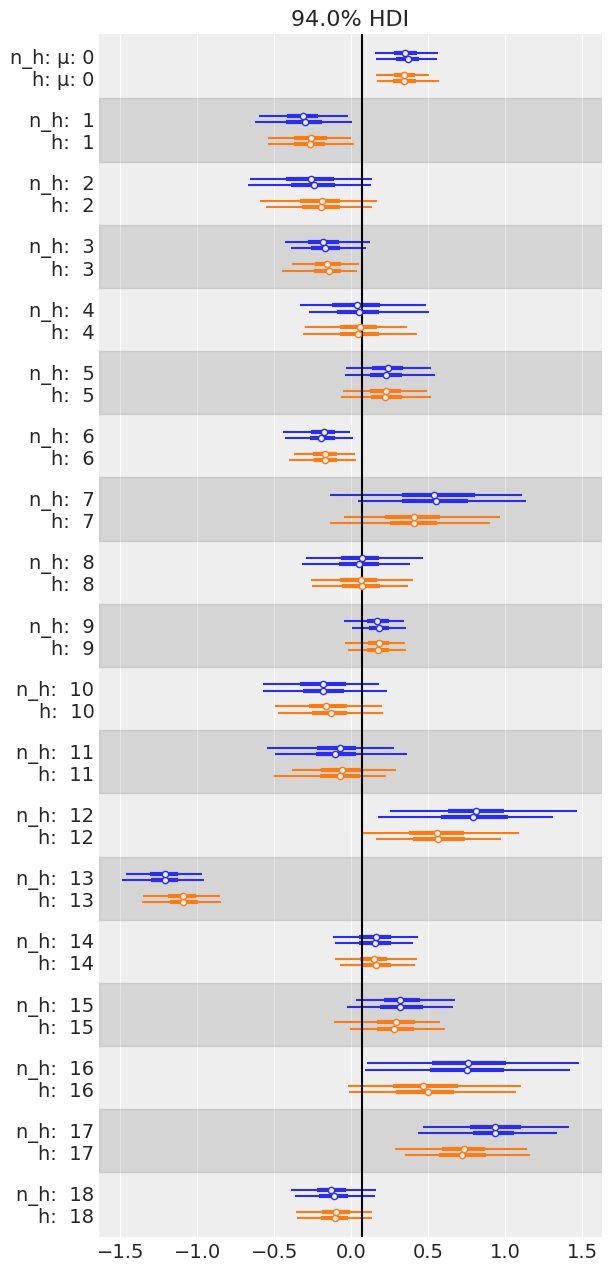 94.0% HDI
n_h: μ: 0
h: μ: 0
n_h: 1
h: 1
n_h: 2
h: 2
n_h: 3
h: 3
n_h: 4
h: 4
n_h: 5
h: 5
n_h: 6
h: 6
n_h: 7
h: 7
n_h: 8
h: 8
n_h: 9
h: 9
n_h: 10
h: 10
n_h: 11
h: 11
n_h: 12
h: 12
n_h: 13
h: 13
n_h: 14
h: 14
n_h: 15
h: 15
n_h: 16
h: 16
n_h: 17
h: 17
n_h: 18
h: 18
−1.5 −1.0 −0.5 0.0 0.5 1.0 1.5